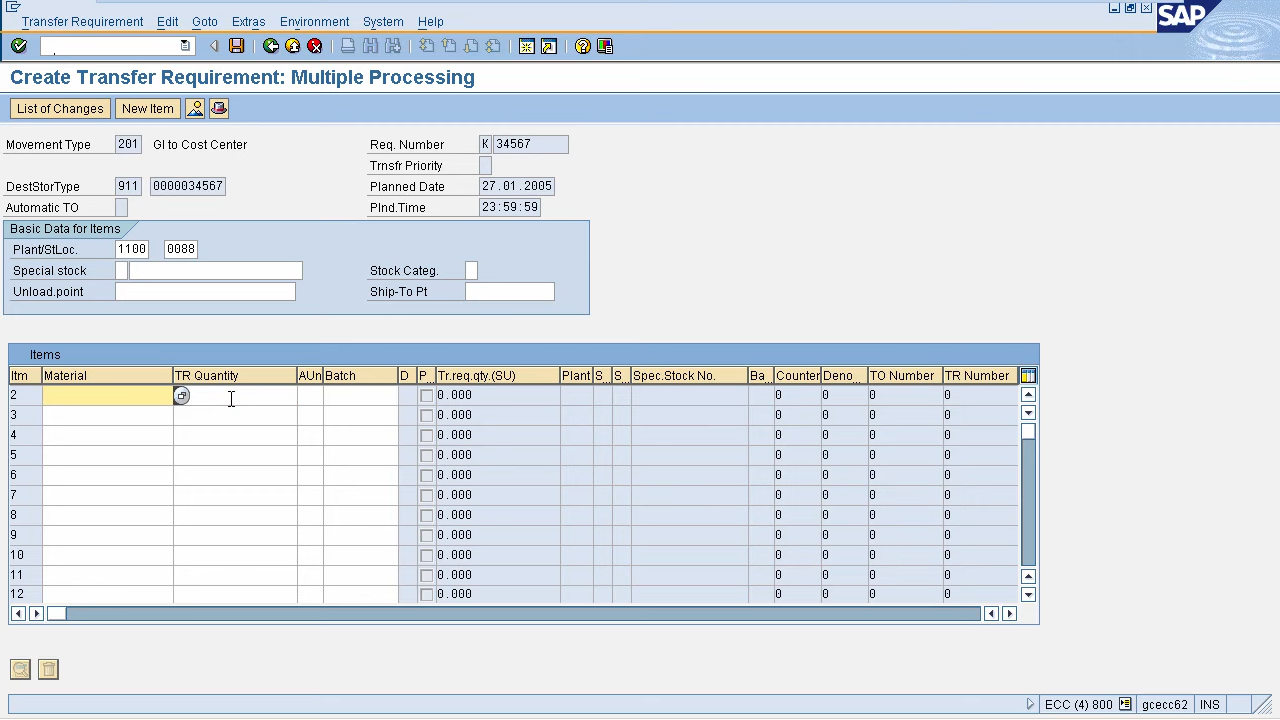 Transfer Requirement Edit Goto Extras Environment System Help
SAP
Create Transfer Requirement: Multiple Processing
List of Changes New Item
Movement Type 201 GI to Cost Center Req. Number K 34567
Trnsfr Priority
DestStorType 911 0000034567 Planned Date 27.01.2005
Automatic TO Plnd.Time 23:59:59
Basic Data for Items
Plant/StLoc. 1100 0088
Special stock Stock Categ.
Unload.point Ship-To Pt
Items
Itm Material TR Quantity AUn Batch D P... Tr.req.qty.(SU) Plant S... S... Spec.Stock No. Ba... Counter Deno... TO Number TR Number
2 0.000 0 0 0 0
3 0.000 0 0 0 0
4 0.000 0 0 0 0
5 0.000 0 0 0 0
6 0.000 0 0 0 0
7 0.000 0 0 0 0
8 0.000 0 0 0 0
9 0.000 0 0 0 0
10 0.000 0 0 0 0
11 0.000 0 0 0 0
12 0.000 0 0 0 0
ECC (4) 800 gcecc62 INS